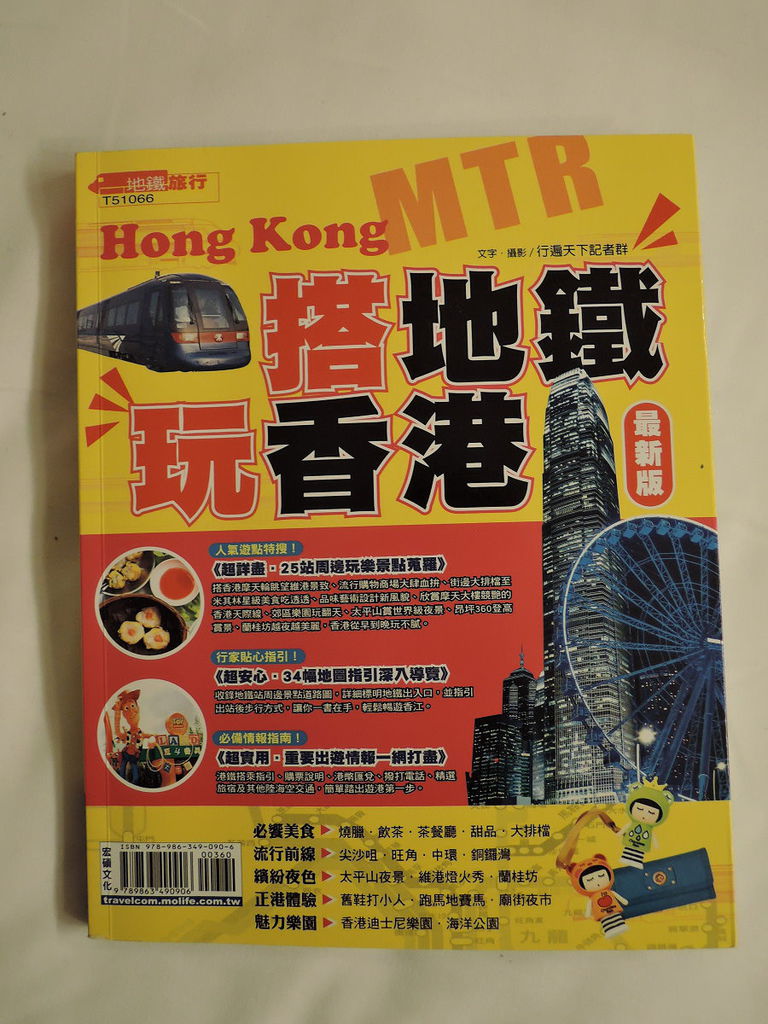 地鐵旅行
T51066
MTR
Hong Kong
文字‧攝影/行遍天下記者群
搭地鐵
玩香港
最新版
人氣遊點特搜！
《超詳盡‧25站周邊玩樂景點蒐羅》
搭香港摩天輪眺望維港景致、流行購物商場大肆血拚、街邊大排檔至
米其林星級美食吃透透、品味藝術設計新風貌、欣賞摩天大樓競艷的
香港天際線、郊區樂園玩翻天、太平山賞世界級夜景、昂坪360登高
賞景、蘭桂坊越夜越美麗，香港從早到晚玩不膩。
行家貼心指引！
《超安心‧34幅地圖指引深入導覽》
收錄地鐵站周邊景點道路圖，詳細標明地鐵出入口，並指引
出站後步行方式，讓你一書在手，輕鬆暢遊香江。
必備情報指南！
《超實用‧重要出遊情報一網打盡》
港鐵搭乘指引、購票說明、港幣匯兌、撥打電話、精選
旅宿及其他陸海空交通，簡單踏出遊港第一步。
必饗美食▶燒臘‧飲茶‧茶餐廳‧甜品‧大排檔
流行前線▶尖沙咀‧旺角‧中環‧銅鑼灣
繽紛夜色▶太平山夜景‧維港燈火秀‧蘭桂坊
正港體驗▶舊鞋打小人‧跑馬地賽馬‧廟街夜市
魅力樂園▶香港迪士尼樂園‧海洋公園
宏碩文化
ISBN 978-986-349-090-6
00360
9789863490906
travelcom.molife.com.tw
九龍